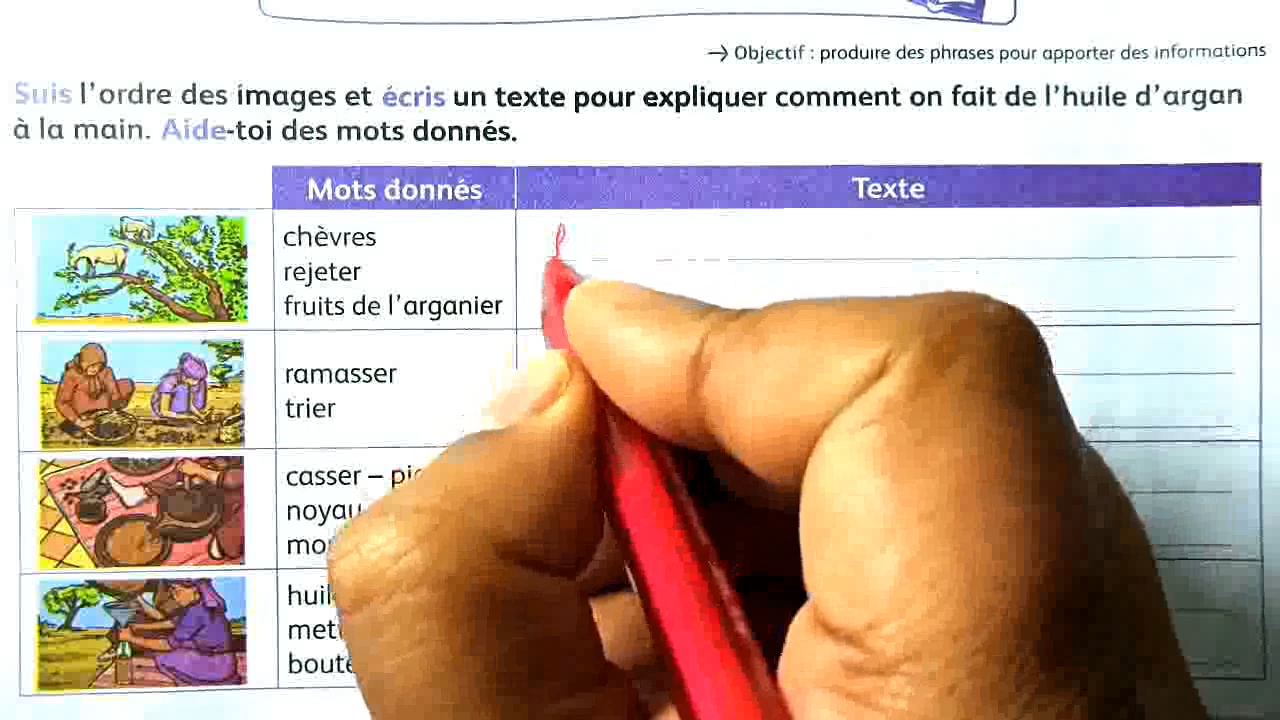 → Objectif : produire des phrases pour apporter des informations
Suis l'ordre des images et écris un texte pour expliquer comment on fait de l'huile d'argan
à la main. Aide-toi des mots donnés.
Mots donnés
Texte
chèvres
rejeter
fruits de l'arganier
ramasser
trier
casser –